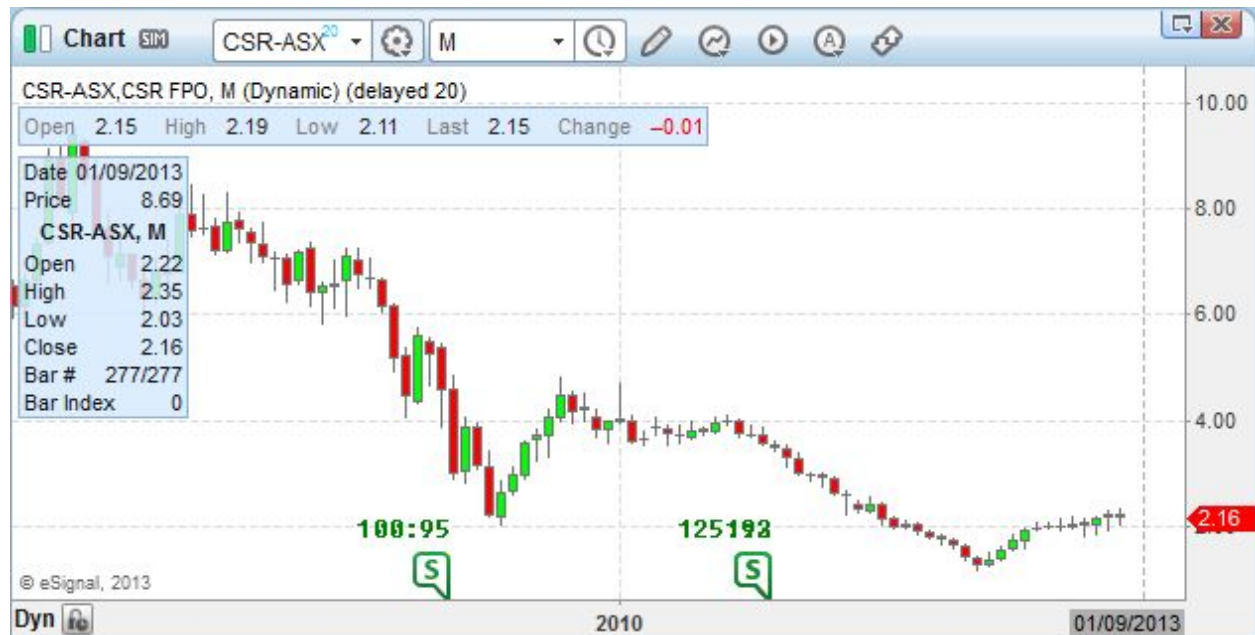 Chart SIM CSR-ASX 20 M
CSR-ASX,CSR FPO, M (Dynamic) (delayed 20)
Open 2.15 High 2.19 Low 2.11 Last 2.15 Change –0.01
Date 01/09/2013
Price 8.69
CSR-ASX, M
Open 2.22
High 2.35
Low 2.03
Close 2.16
Bar # 277/277
Bar Index 0
10.00
8.00
6.00
4.00
2.16
100:95
S
S
© eSignal, 2013
Dyn 2010 01/09/2013